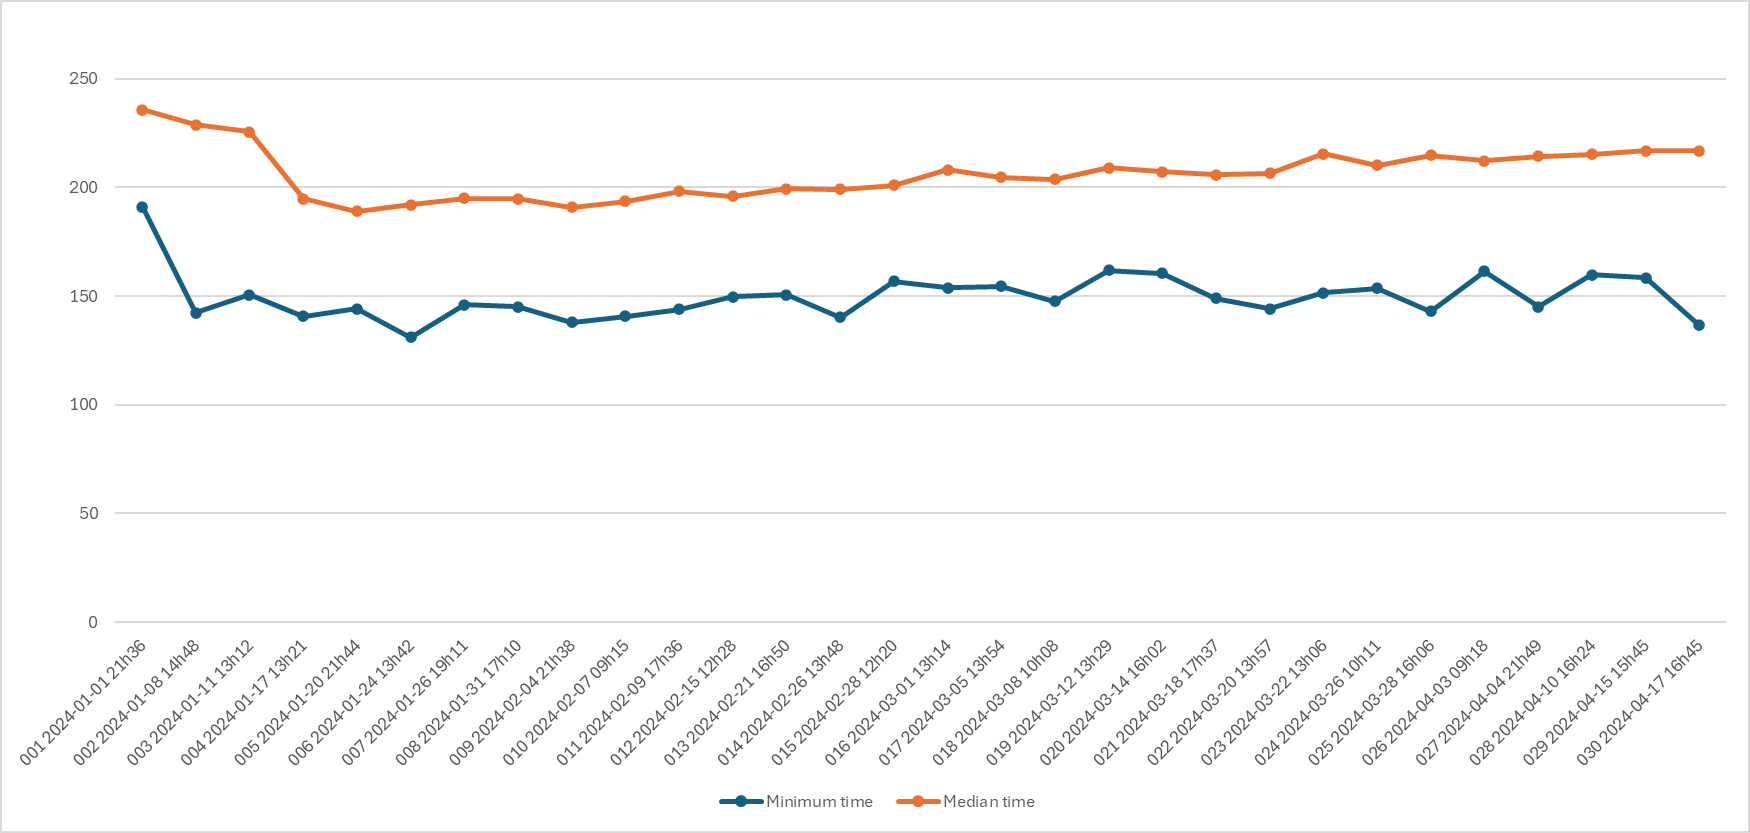 250
200
150
100
50
0
001 2024-01-01 21h36
002 2024-01-08 14h48
003 2024-01-11 13h12
004 2024-01-17 13h21
005 2024-01-20 21h44
006 2024-01-24 13h42
007 2024-01-26 19h11
008 2024-01-31 17h10
009 2024-02-04 21h38
010 2024-02-07 09h15
011 2024-02-09 17h36
012 2024-02-15 12h28
013 2024-02-21 16h50
014 2024-02-26 13h48
015 2024-02-28 12h20
016 2024-03-01 13h14
017 2024-03-05 13h54
018 2024-03-08 10h08
019 2024-03-12 13h29
020 2024-03-14 16h02
021 2024-03-18 17h37
022 2024-03-20 13h57
023 2024-03-22 13h06
024 2024-03-26 10h11
025 2024-03-28 16h06
026 2024-04-03 09h18
027 2024-04-04 21h49
028 2024-04-10 16h24
029 2024-04-15 15h45
030 2024-04-17 16h45
Minimum time
Median time